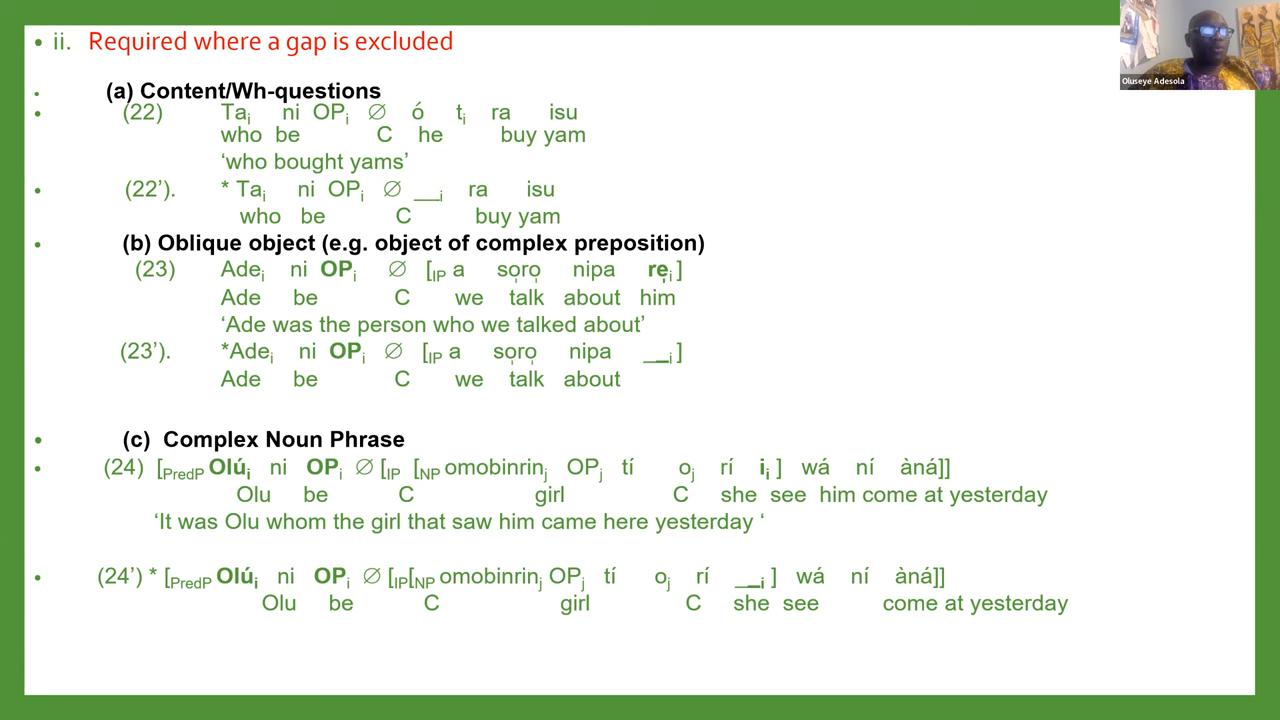 • ii. Required where a gap is excluded
Oluseye Adesola
• (a) Content/Wh-questions
• (22) Taᵢ ni OPᵢ ∅ ó tᵢ ra isu
who be C he buy yam
‘who bought yams’
• (22’). * Taᵢ ni OPᵢ ∅ __ᵢ ra isu
who be C buy yam
• (b) Oblique object (e.g. object of complex preposition)
(23) Adeᵢ ni OPᵢ ∅ [IP a sọrọ nipa rẹᵢ ]
Ade be C we talk about him
‘Ade was the person who we talked about’
(23’). *Adeᵢ ni OPᵢ ∅ [IP a sọrọ nipa __ᵢ ]
Ade be C we talk about
• (c) Complex Noun Phrase
• (24) [PredP Olúᵢ ni OPᵢ ∅ [IP [NP omobinrinⱼ OPⱼ tí oⱼ rí iᵢ ] wá ní àná]]
Olu be C girl C she see him come at yesterday
‘It was Olu whom the girl that saw him came here yesterday ‘
• (24’) * [PredP Olúᵢ ni OPᵢ ∅ [IP[NP omobinrinⱼ OPⱼ tí oⱼ rí __ᵢ ] wá ní àná]]
Olu be C girl C she see come at yesterday